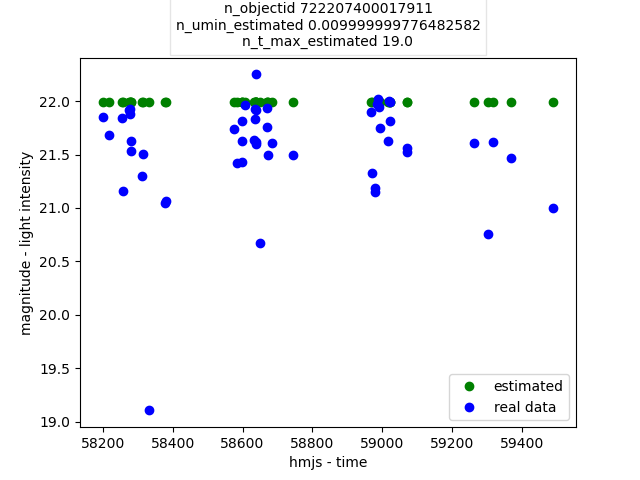 n_objectid 722207400017911
n_umin_estimated 0.009999999776482582
n_t_max_estimated 19.0
22.0
21.5
21.0
20.5
20.0
19.5
19.0
magnitude - light intensity
58200 58400 58600 58800 59000 59200 59400
hmjs - time
estimated
real data